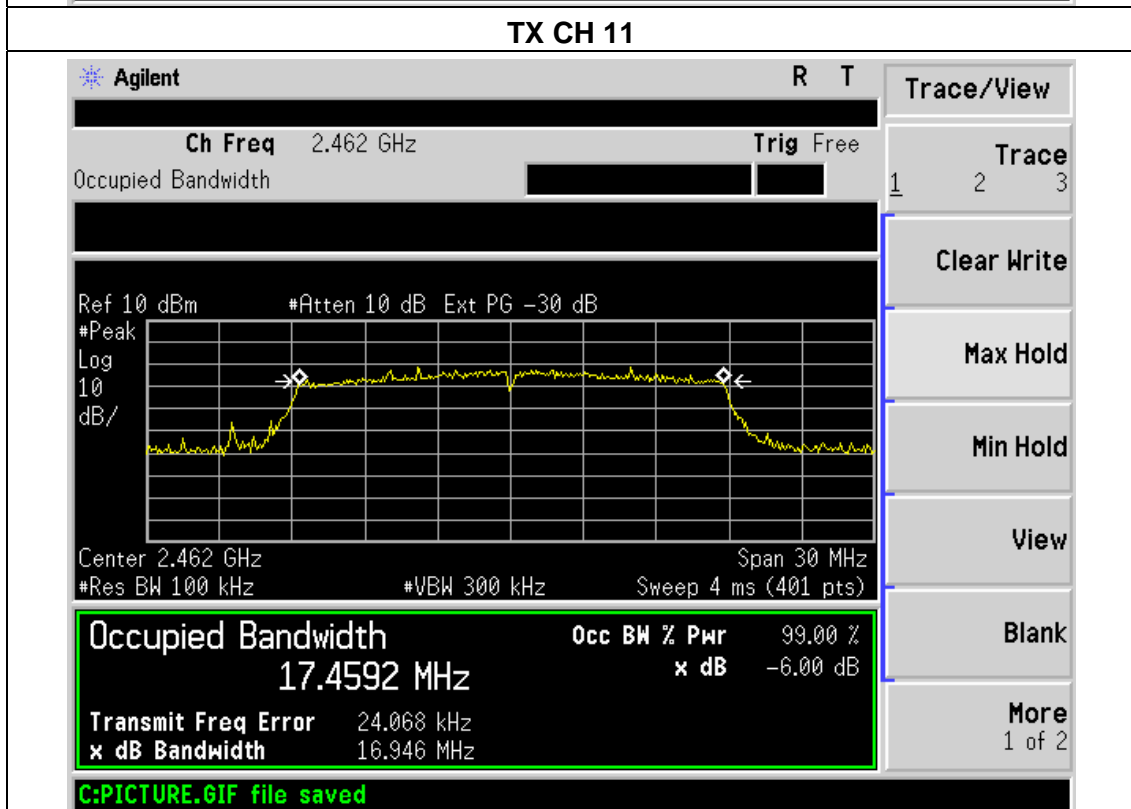 TX CH 11
Agilent
R T
Trace/View
Ch Freq 2.462 GHz
Trig Free
Occupied Bandwidth
Trace
1 2 3
Clear Write
Ref 10 dBm #Atten 10 dB Ext PG -30 dB
#Peak
Log
10
dB/
Max Hold
Min Hold
View
Center 2.462 GHz Span 30 MHz
#Res BW 100 kHz #VBW 300 kHz Sweep 4 ms (401 pts)
Occupied Bandwidth
17.4592 MHz
Occ BW % Pwr 99.00 %
x dB -6.00 dB
Blank
Transmit Freq Error 24.068 kHz
x dB Bandwidth 16.946 MHz
More
1 of 2
C:PICTURE.GIF file saved